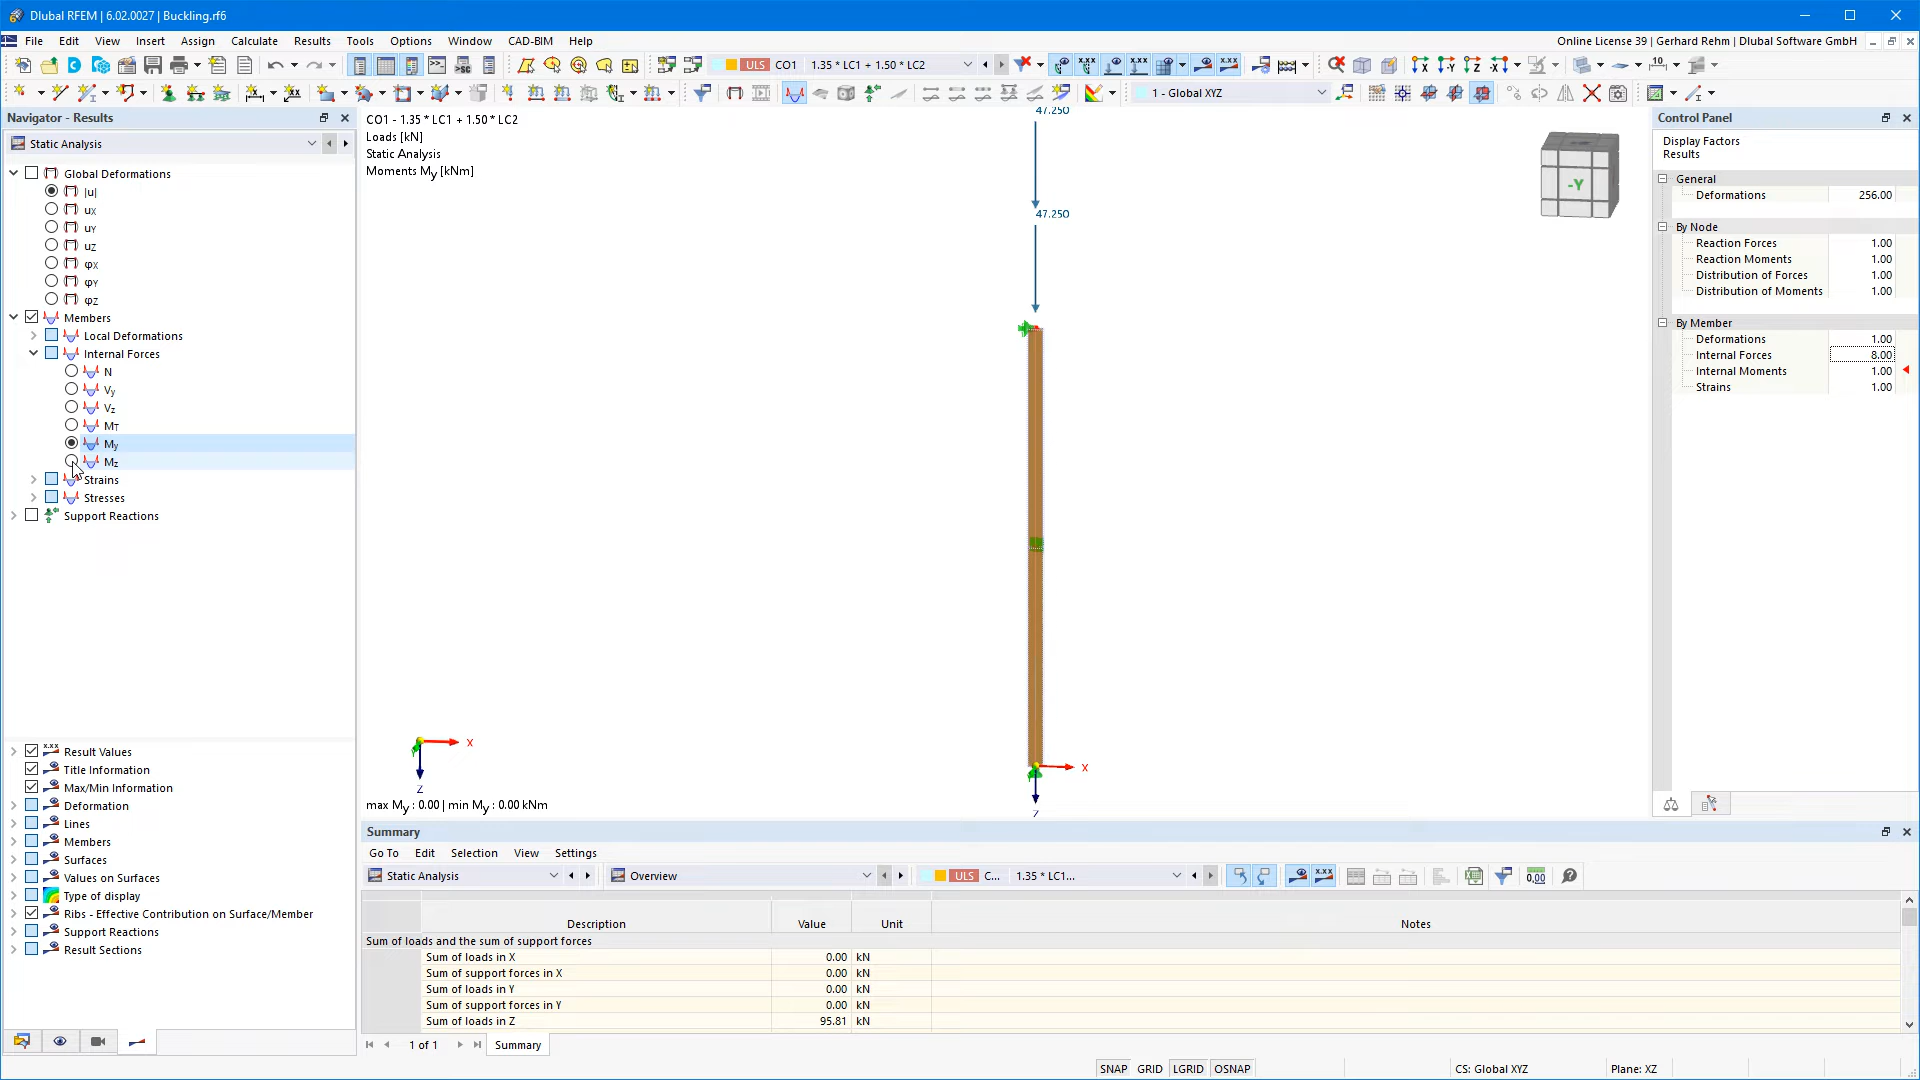 Dlubal RFEM | 6.02.0027 | Buckling.rf6
File Edit View Insert Assign Calculate Results Tools Options Window CAD-BIM Help
Online License 39 | Gerhard Rehm | Dlubal Software GmbH
ULS CO1 1.35 * LC1 + 1.50 * LC2
1 - Global XYZ
Navigator - Results
Static Analysis
Global Deformations
|u|
uX
uY
uZ
φX
φY
φZ
Members
Local Deformations
Internal Forces
N
Vy
Vz
MT
My
Mz
Strains
Stresses
Support Reactions
Result Values
Title Information
Max/Min Information
Deformation
Lines
Members
Surfaces
Values on Surfaces
Type of display
Ribs - Effective Contribution on Surface/Member
Support Reactions
Result Sections
CO1 - 1.35 * LC1 + 1.50 * LC2
Loads [kN]
Static Analysis
Moments My [kNm]
47.250
47.250
-Y
X
Z
X
Z
max My : 0.00 | min My : 0.00 kNm
Control Panel
Display Factors
Results
General
Deformations 256.00
By Node
Reaction Forces 1.00
Reaction Moments 1.00
Distribution of Forces 1.00
Distribution of Moments 1.00
By Member
Deformations 1.00
Internal Forces 8.00
Internal Moments 1.00
Strains 1.00
Summary
Go To Edit Selection View Settings
Static Analysis Overview ULS C... 1.35 * LC1...
Description Value Unit Notes
Sum of loads and the sum of support forces
Sum of loads in X 0.00 kN
Sum of support forces in X 0.00 kN
Sum of loads in Y 0.00 kN
Sum of support forces in Y 0.00 kN
Sum of loads in Z 95.81 kN
1 of 1 Summary
SNAP GRID LGRID OSNAP CS: Global XYZ Plane: XZ